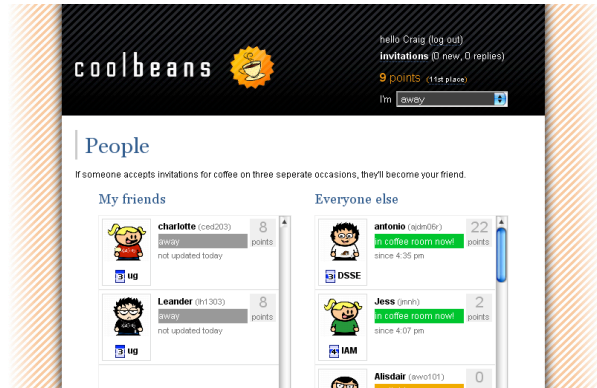 coolbeans
hello Craig (log out)
invitations (0 new, 0 replies)
9 points (11st place)
I'm away
People
If someone accepts invitations for coffee on three seperate occasions, they'll become your friend.
My friends
charlotte (ced203)
8
away
points
not updated today
ug
Leander (lh1303)
8
away
points
not updated today
ug
Everyone else
antonio (ajdm06r)
22
in coffee room now!
points
since 4:35 pm
DSSE
Jess (jmnh)
2
in coffee room now!
points
since 4:07 pm
IAM
Alisdair (awo101)
0